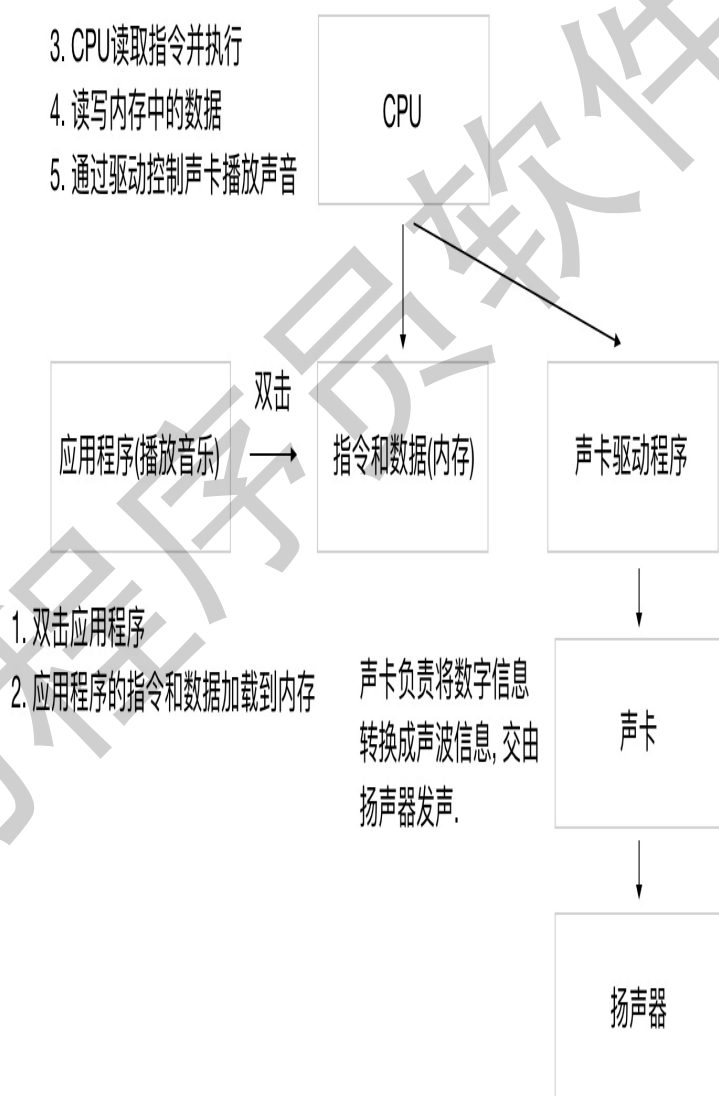 3. CPU读取指令并执行
4. 读写内存中的数据
5. 通过驱动控制声卡播放声音
CPU
双击
应用程序(播放音乐)
指令和数据(内存)
声卡驱动程序
1. 双击应用程序
2. 应用程序的指令和数据加载到内存
声卡负责将数字信息
转换成声波信息, 交由
扬声器发声.
声卡
扬声器
程序员软件